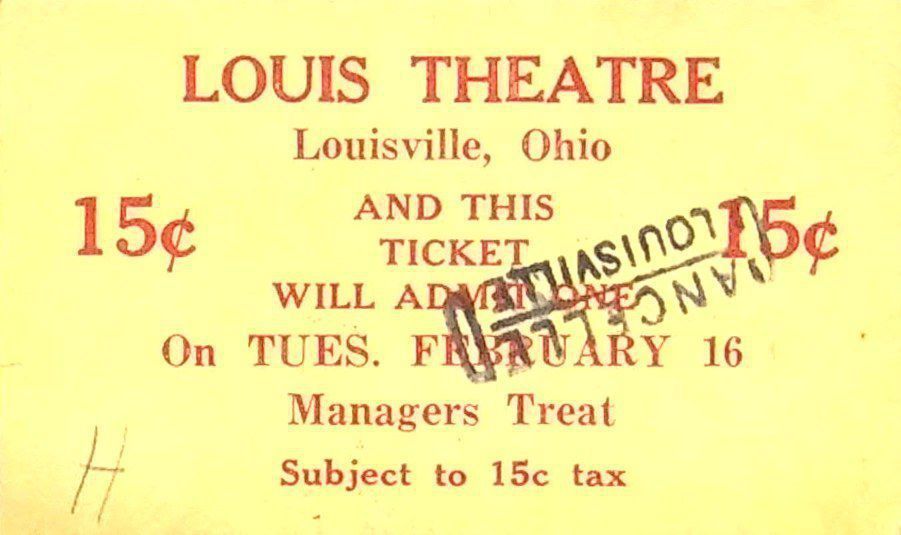 LOUIS THEATRE
Louisville, Ohio
15¢ 15¢
AND THIS
TICKET
WILL ADMIT ONE
On TUES. FEBRUARY 16
Managers Treat
Subject to 15c tax
CANCELLED
LOUISVILLE
H